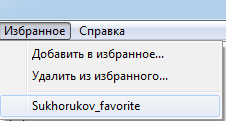 Избранное Справка
Добавить в избранное...
Удалить из избранного...
Sukhorukov_favorite